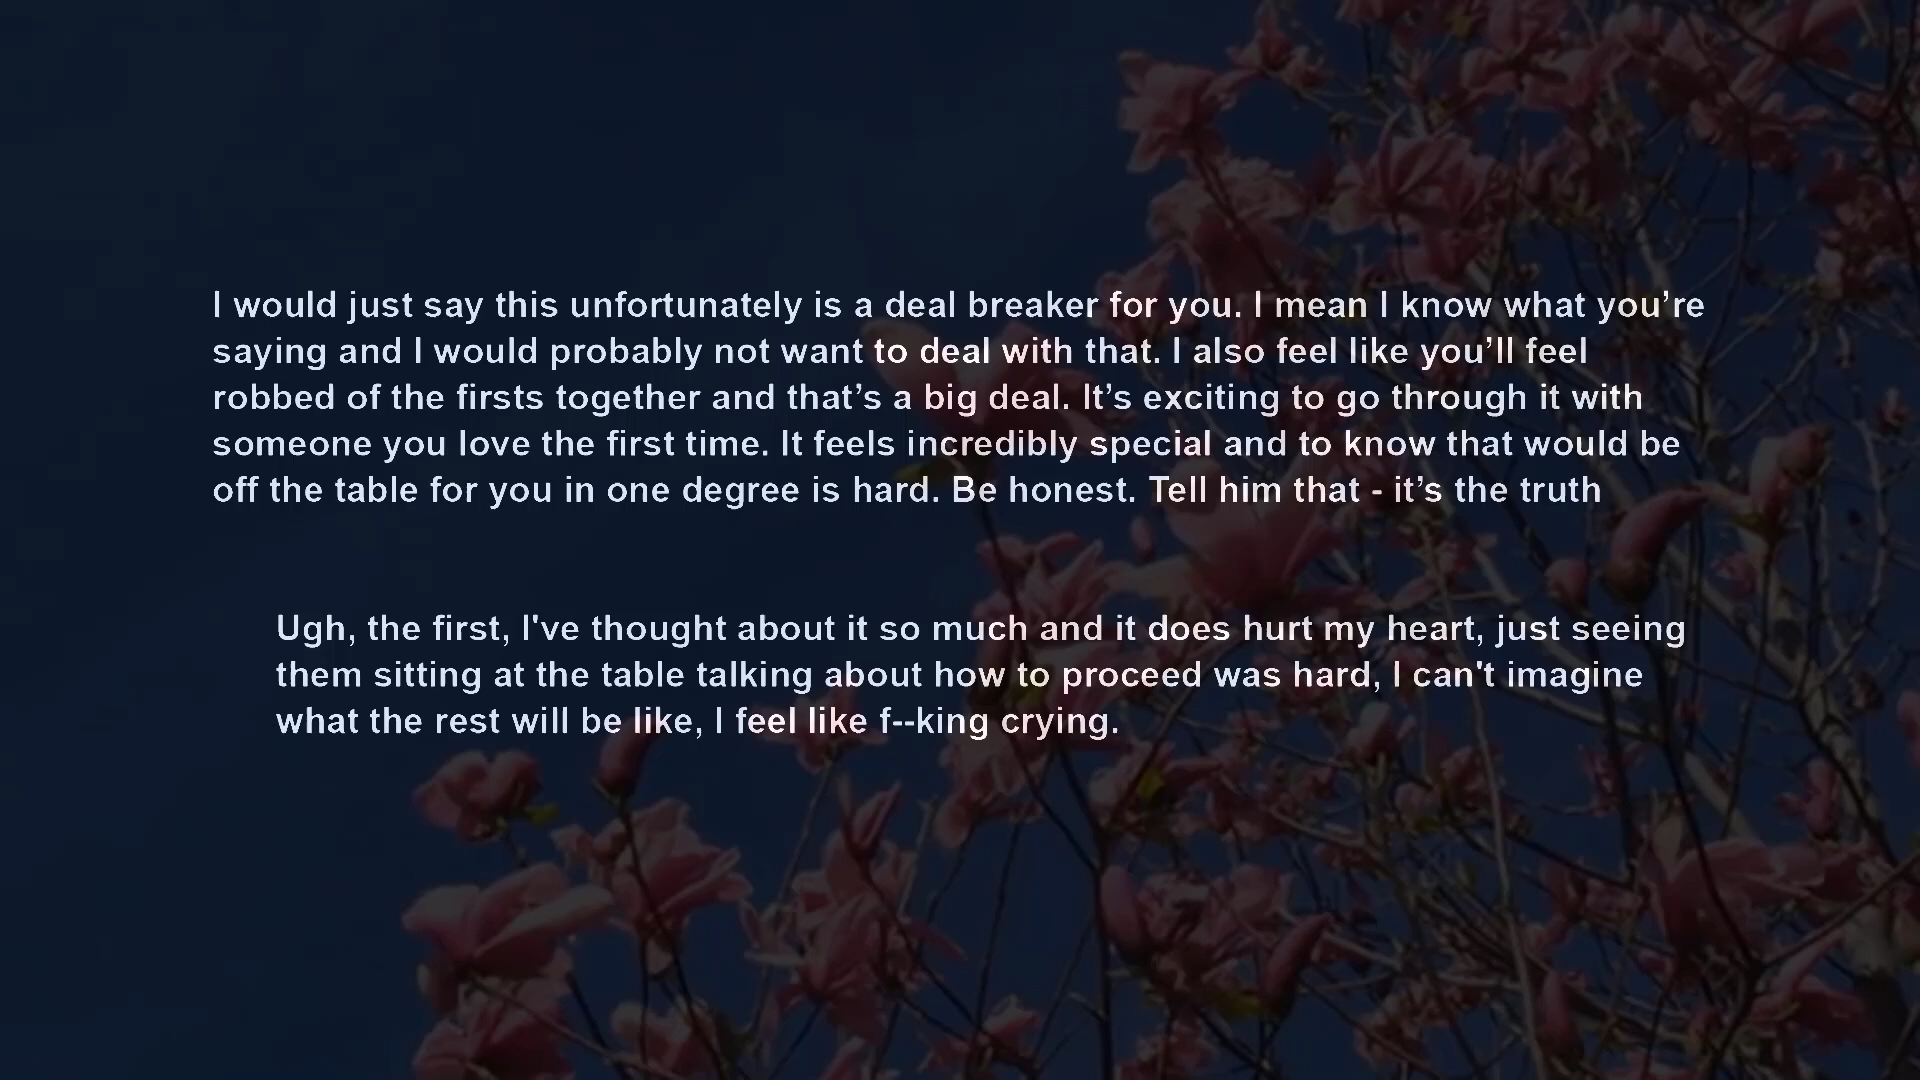 I would just say this unfortunately is a deal breaker for you. I mean I know what you’re
saying and I would probably not want to deal with that. I also feel like you’ll feel
robbed of the firsts together and that’s a big deal. It’s exciting to go through it with
someone you love the first time. It feels incredibly special and to know that would be
off the table for you in one degree is hard. Be honest. Tell him that - it’s the truth
Ugh, the first, I've thought about it so much and it does hurt my heart, just seeing
them sitting at the table talking about how to proceed was hard, I can't imagine
what the rest will be like, I feel like f--king crying.